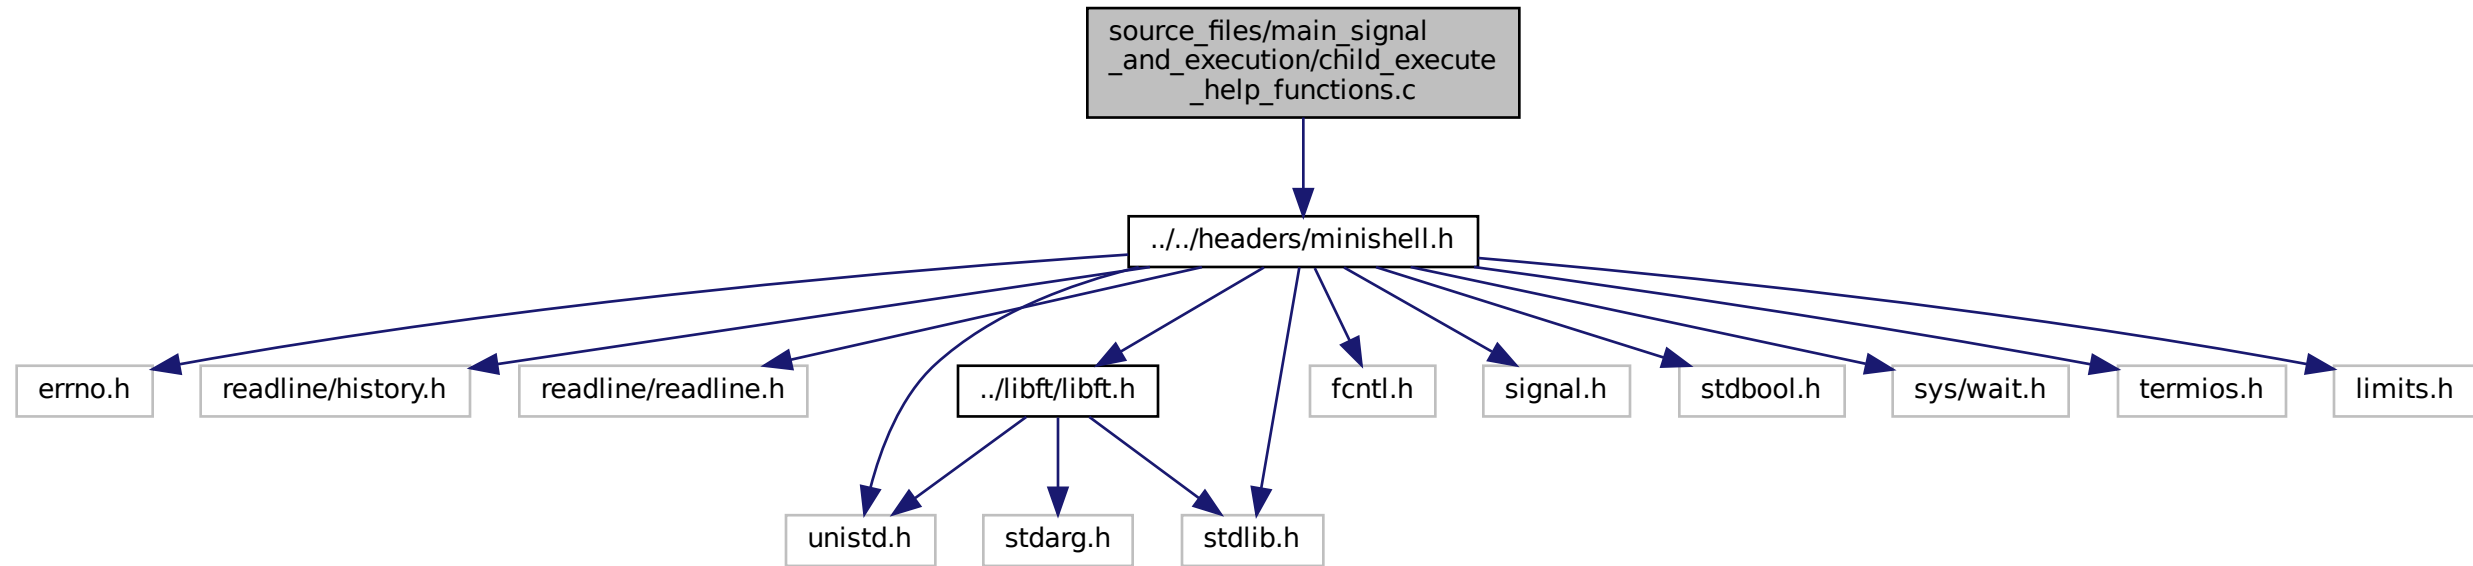 source_files/main_signal
_and_execution/child_execute
_help_functions.c
../../headers/minishell.h
errno.h
readline/history.h
readline/readline.h
../libft/libft.h
fcntl.h
signal.h
stdbool.h
sys/wait.h
termios.h
limits.h
unistd.h
stdarg.h
stdlib.h